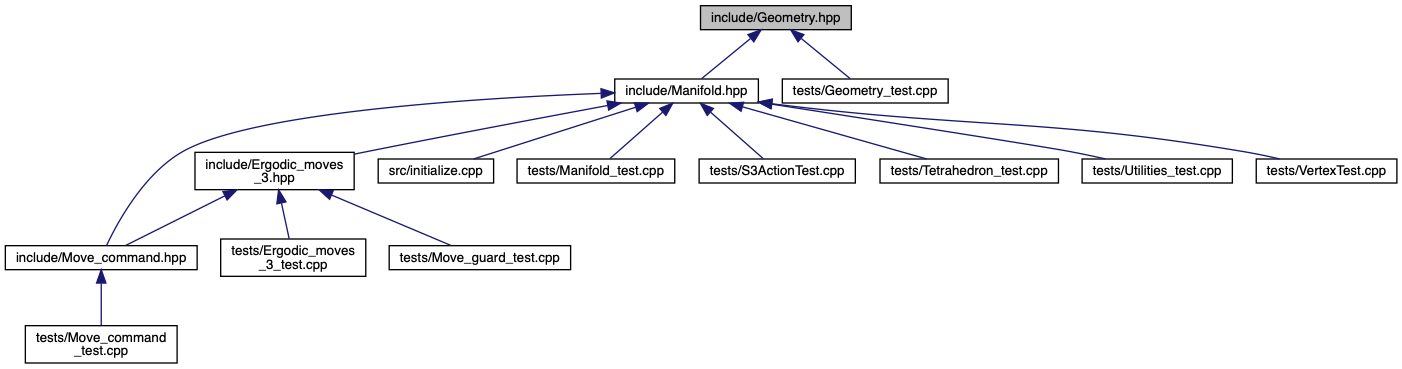 include/Geometry.hpp
include/Manifold.hpp
tests/Geometry_test.cpp
include/Ergodic_moves
_3.hpp
src/initialize.cpp
tests/Manifold_test.cpp
tests/S3ActionTest.cpp
tests/Tetrahedron_test.cpp
tests/Utilities_test.cpp
tests/VertexTest.cpp
include/Move_command.hpp
tests/Ergodic_moves
_3_test.cpp
tests/Move_guard_test.cpp
tests/Move_command
_test.cpp